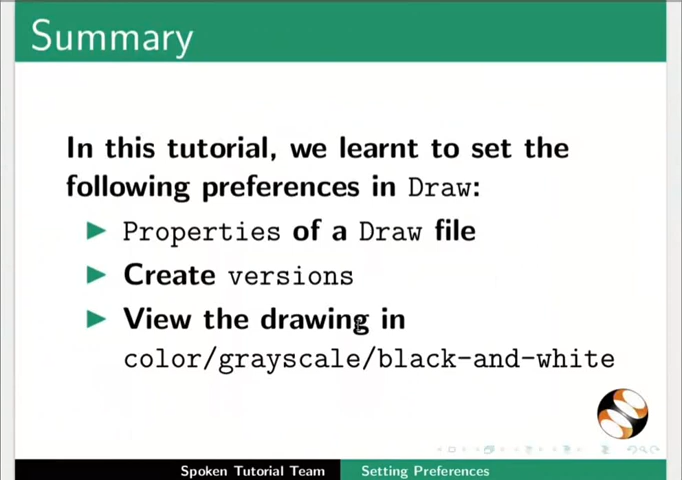 Summary
In this tutorial, we learnt to set the
following preferences in Draw:
Properties of a Draw file
Create versions
View the drawing in
color/grayscale/black-and-white
Spoken Tutorial Team Setting Preferences